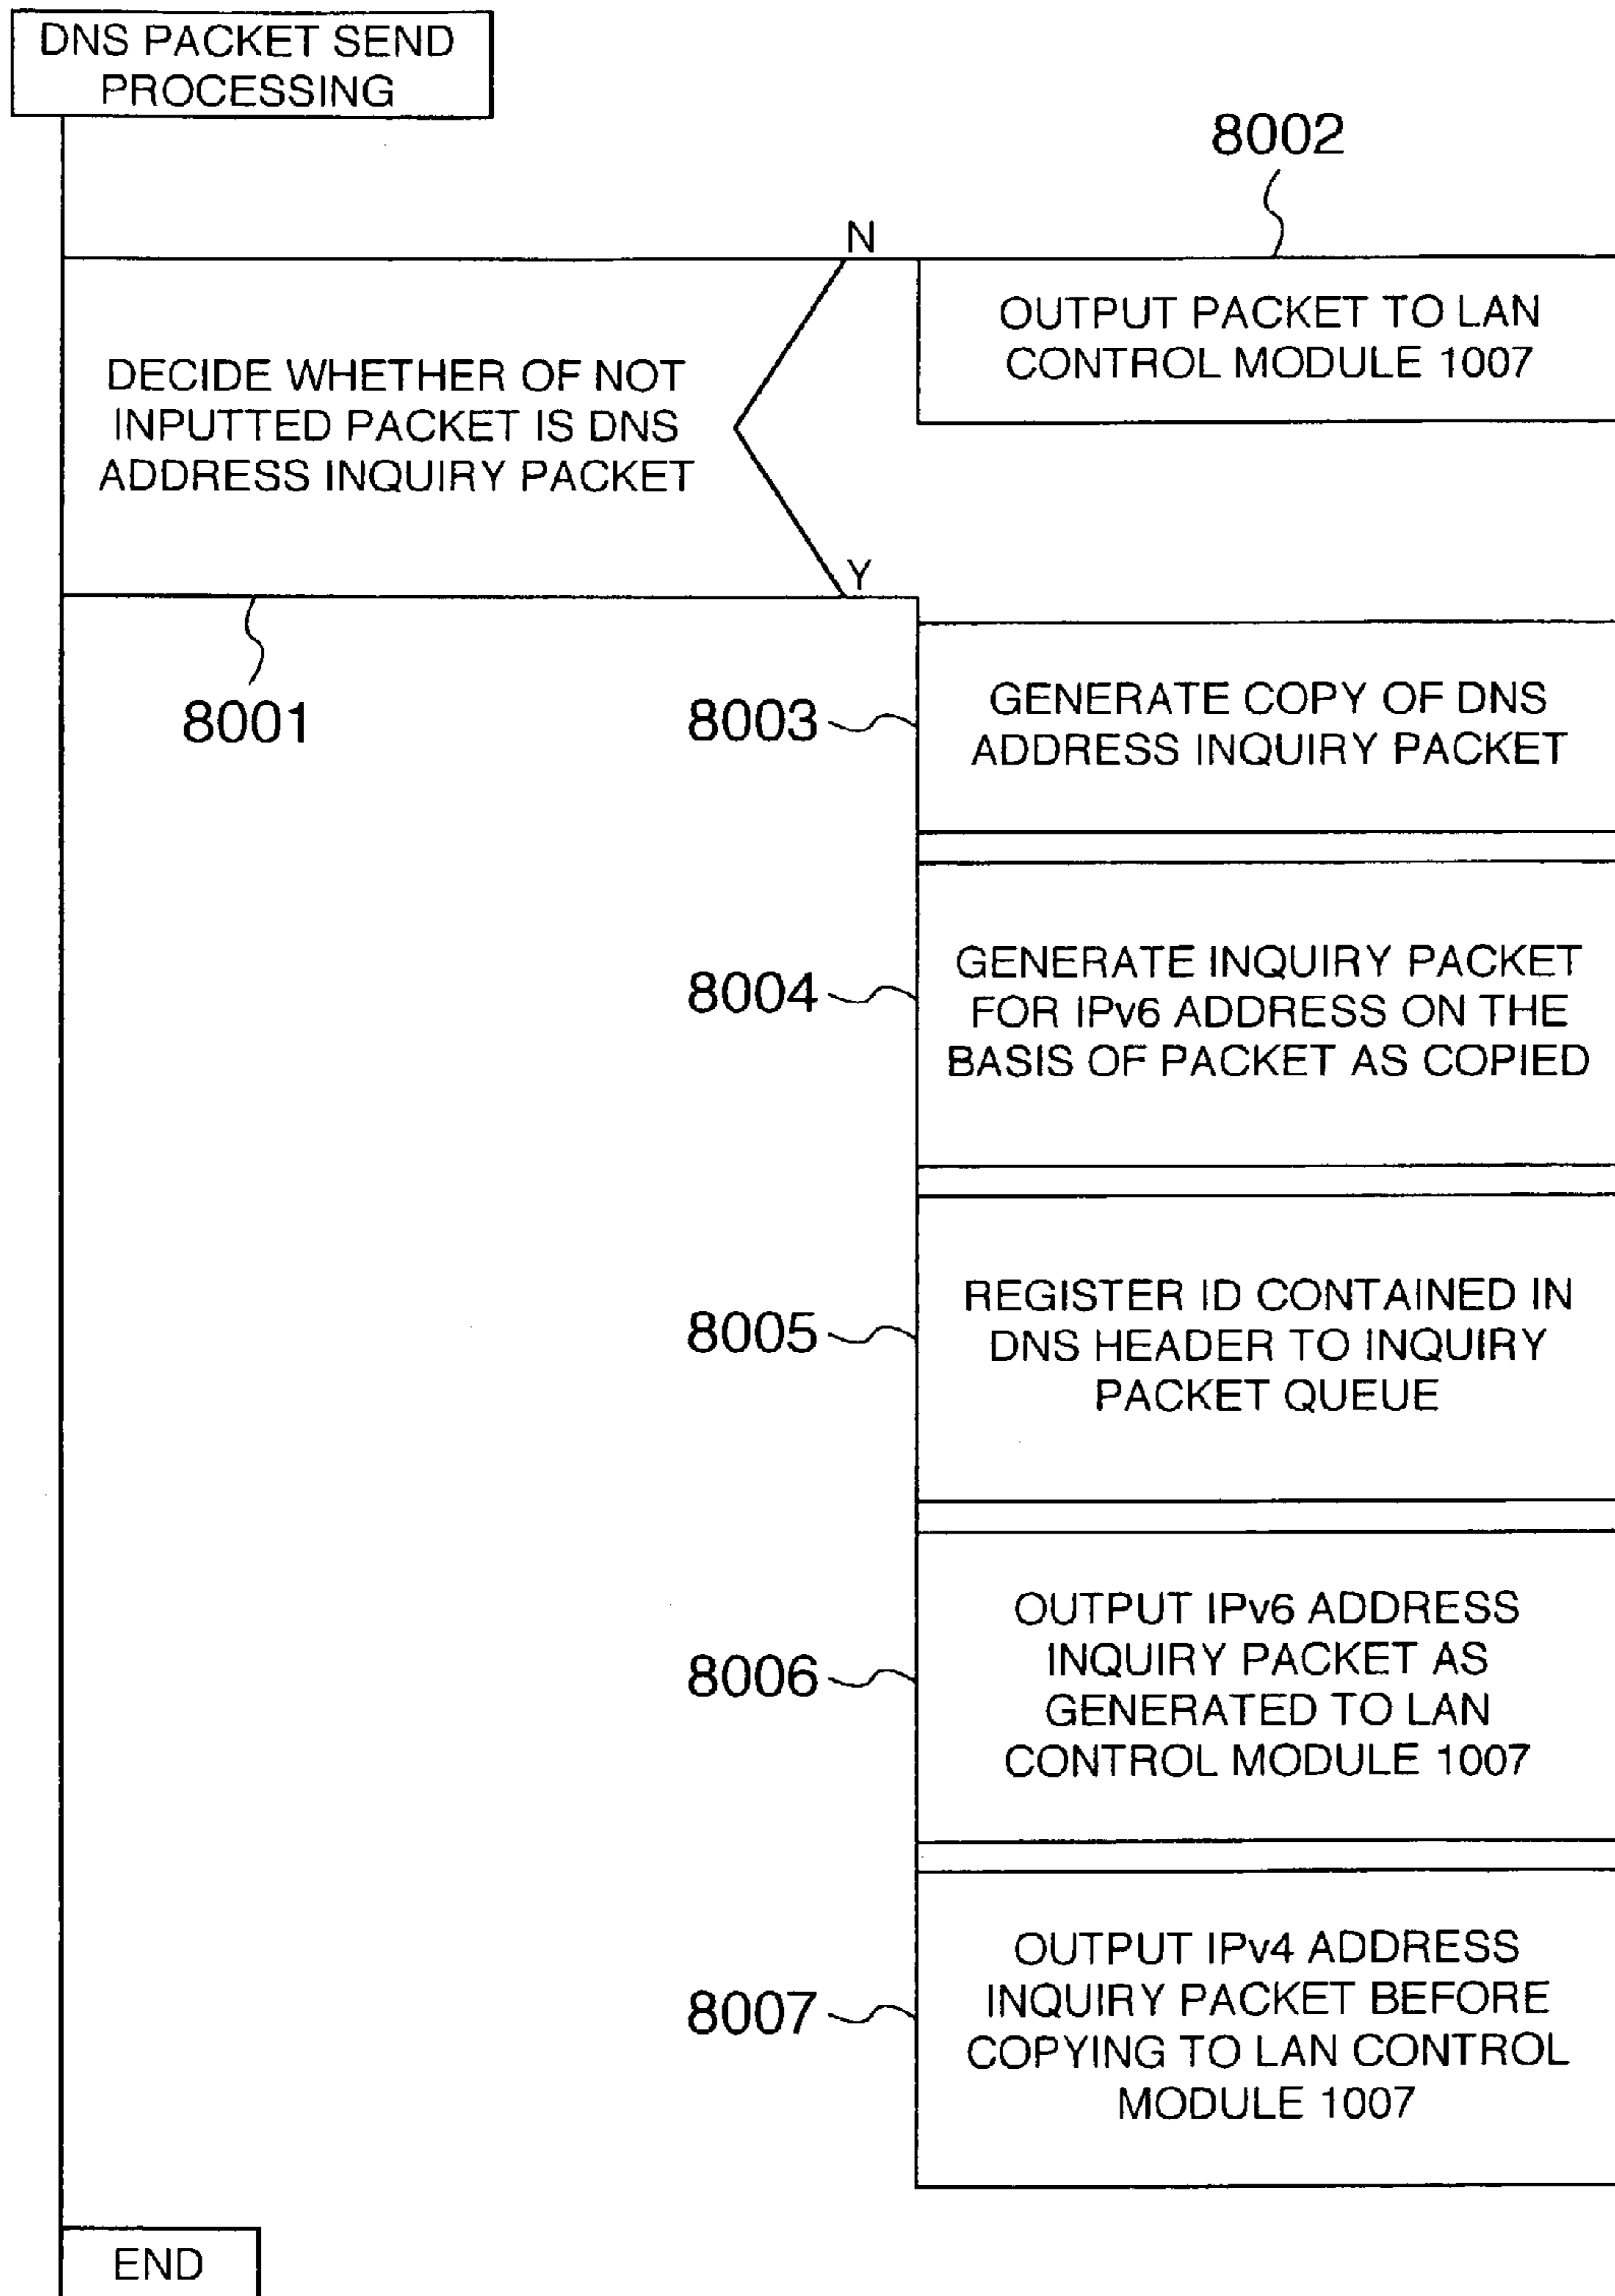 DNS PACKET SEND
PROCESSING
8002
N
OUTPUT PACKET TO LAN
CONTROL MODULE 1007
DECIDE WHETHER OF NOT
INPUTTED PACKET IS DNS
ADDRESS INQUIRY PACKET
Y
8001
8003
GENERATE COPY OF DNS
ADDRESS INQUIRY PACKET
8004
GENERATE INQUIRY PACKET
FOR IPv6 ADDRESS ON THE
BASIS OF PACKET AS COPIED
8005
REGISTER ID CONTAINED IN
DNS HEADER TO INQUIRY
PACKET QUEUE
8006
OUTPUT IPv6 ADDRESS
INQUIRY PACKET AS
GENERATED TO LAN
CONTROL MODULE 1007
8007
OUTPUT IPv4 ADDRESS
INQUIRY PACKET BEFORE
COPYING TO LAN CONTROL
MODULE 1007
END